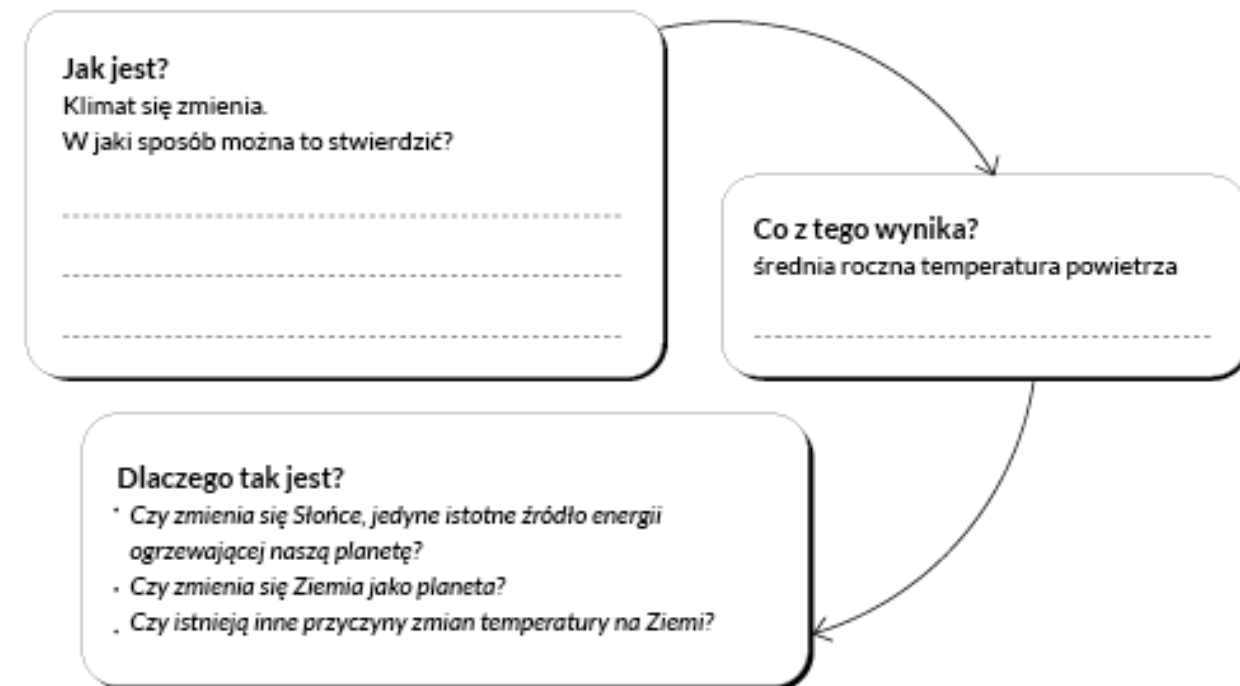 Jak jest?
Klimat się zmienia.
W jaki sposób można to stwierdzić?
Co z tego wynika?
średnia roczna temperatura powietrza
Dlaczego tak jest?
· Czy zmienia się Słońce, jedyne istotne źródło energii
ogrzewającej naszą planetę?
· Czy zmienia się Ziemia jako planeta?
· Czy istnieją inne przyczyny zmian temperatury na Ziemi?